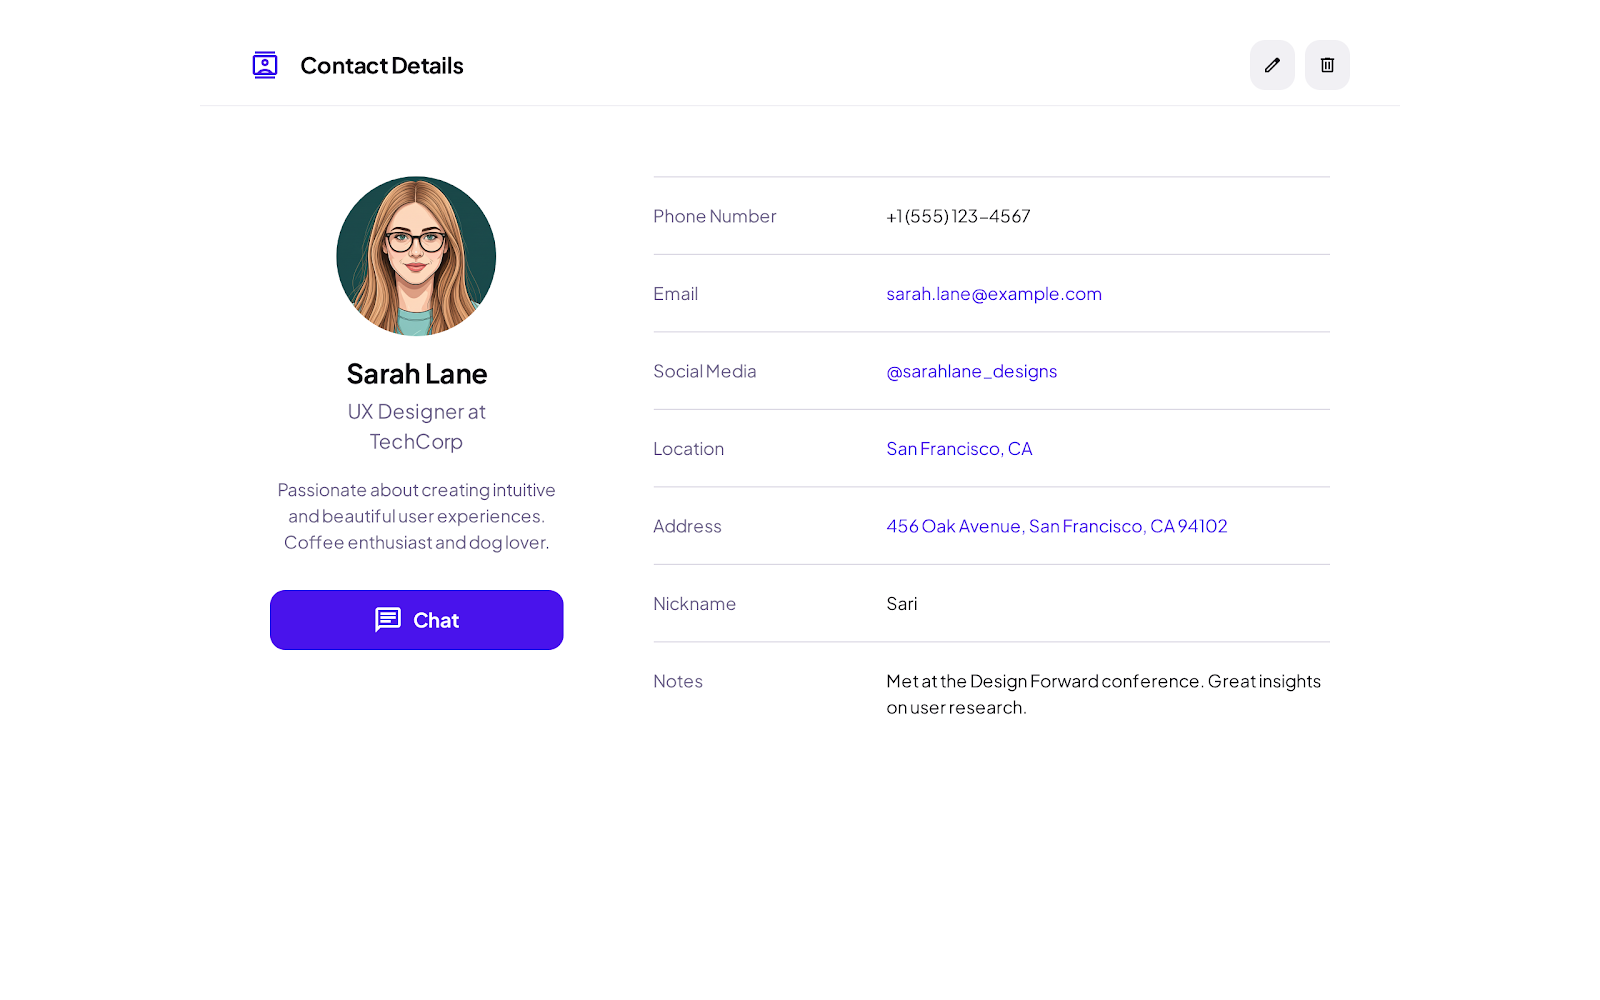 Contact Details
Sarah Lane
UX Designer at
TechCorp
Passionate about creating intuitive
and beautiful user experiences.
Coffee enthusiast and dog lover.
Chat
Phone Number +1 (555) 123-4567
Email sarah.lane@example.com
Social Media @sarahlane_designs
Location San Francisco, CA
Address 456 Oak Avenue, San Francisco, CA 94102
Nickname Sari
Notes Met at the Design Forward conference. Great insights
on user research.